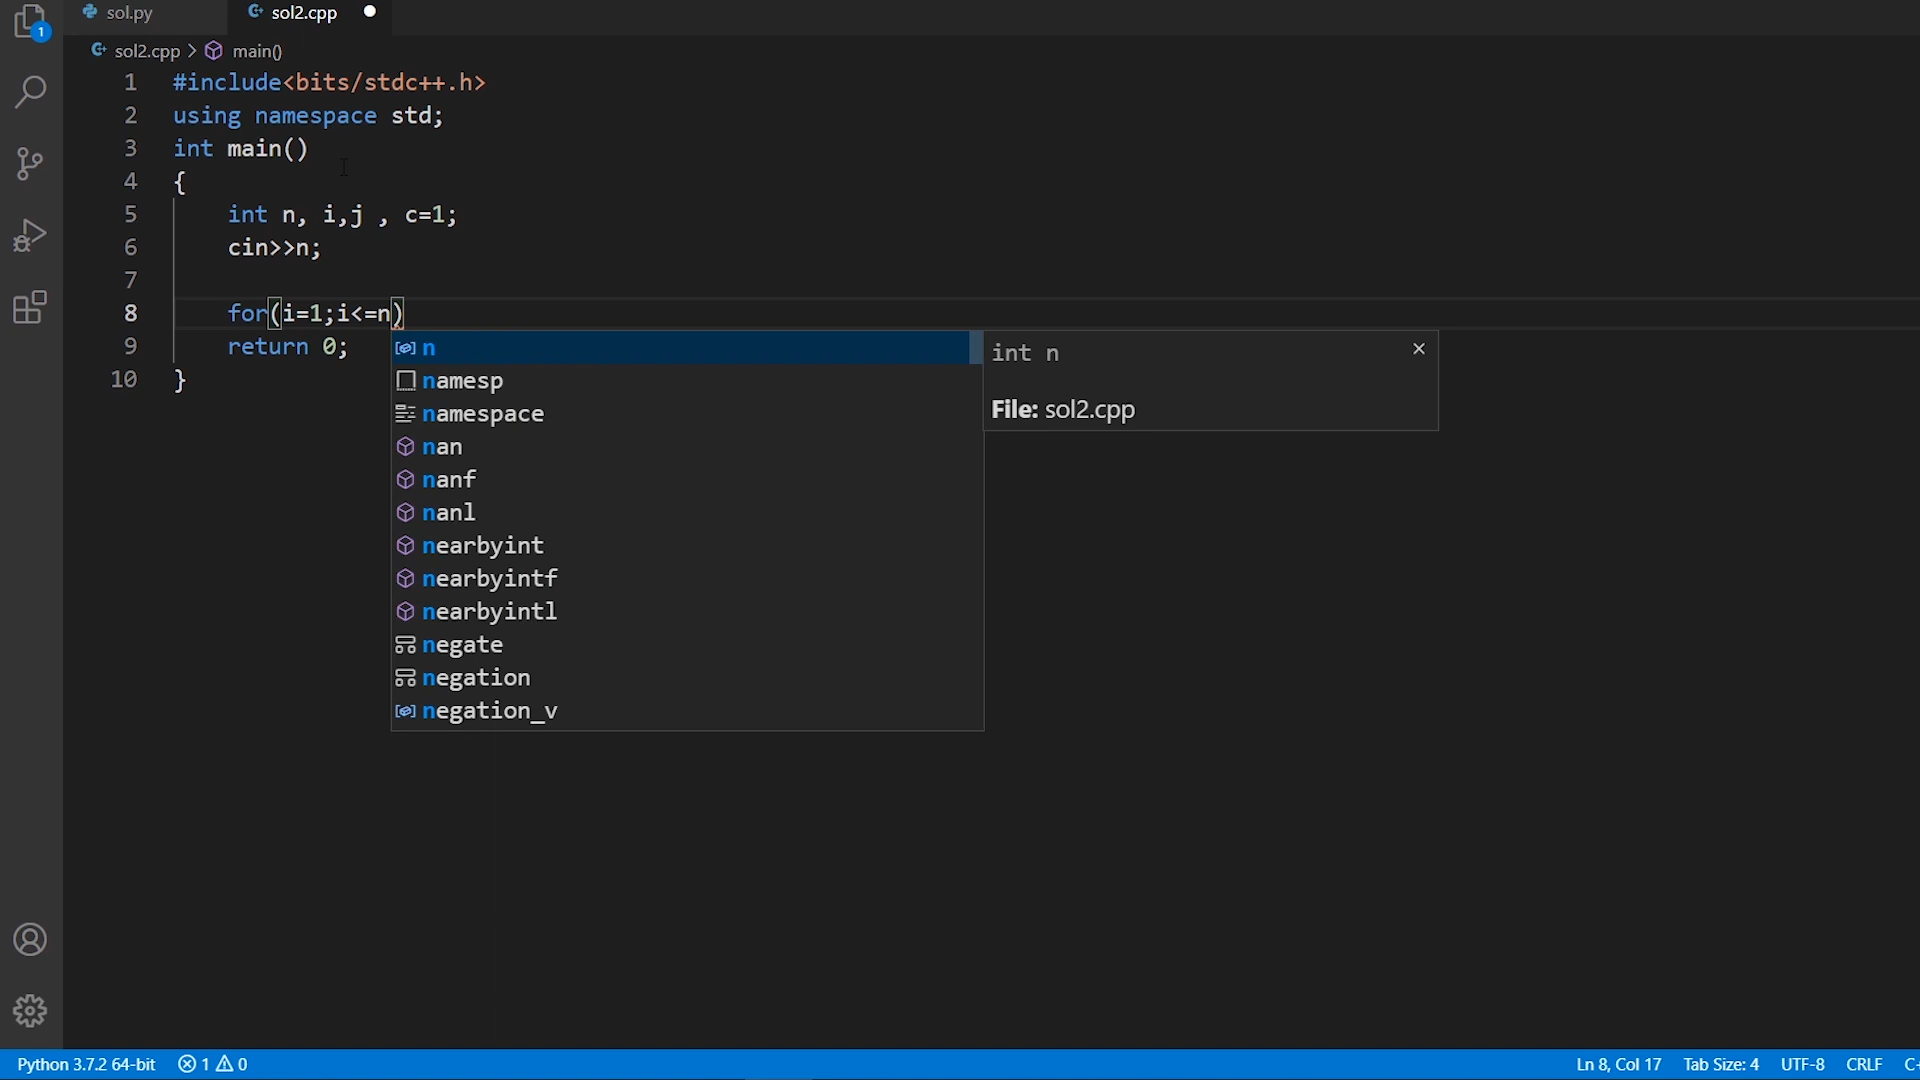 sol.py
sol2.cpp
1
sol2.cpp > main()
1 #include<bits/stdc++.h>
2 using namespace std;
3 int main()
4 {
5 int n, i,j , c=1;
6 cin>>n;
7
8 for(i=1;i<=n)
9 return 0;
10 }
n
namesp
namespace
nan
nanf
nanl
nearbyint
nearbyintf
nearbyintl
negate
negation
negation_v
int n
File: sol2.cpp
Python 3.7.2 64-bit 1 0 Ln 8, Col 17 Tab Size: 4 UTF-8 CRLF